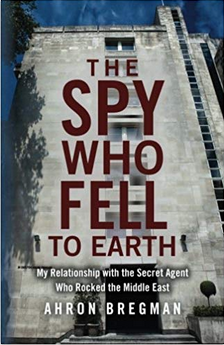 THE
SPY
WHO
FELL
TO EARTH
My Relationship with the Secret Agent
Who Rocked the Middle East
AHRON BREGMAN